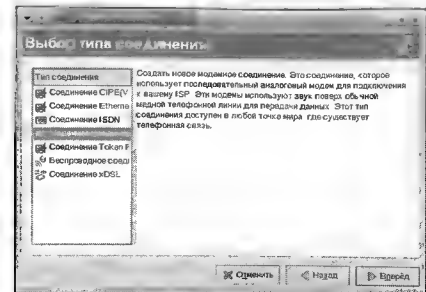 Выбор типа соединения
Тип соединения
Соединение CIPE(V
Соединение Etherne
Соединение ISDN
Соединение Token F
Беспроводное соеди
Соединение xDSL
Создать новое модемное соединение. Это соединение, которое
использует последовательный аналоговый модем для подключения
к вашему ISP. Эти модемы используют звук поверх обычной
медной телефонной линии для передачи данных. Этот тип
соединения доступен в любой точке мира, где существует
телефонная связь.
Отменить
Назад
Вперёд